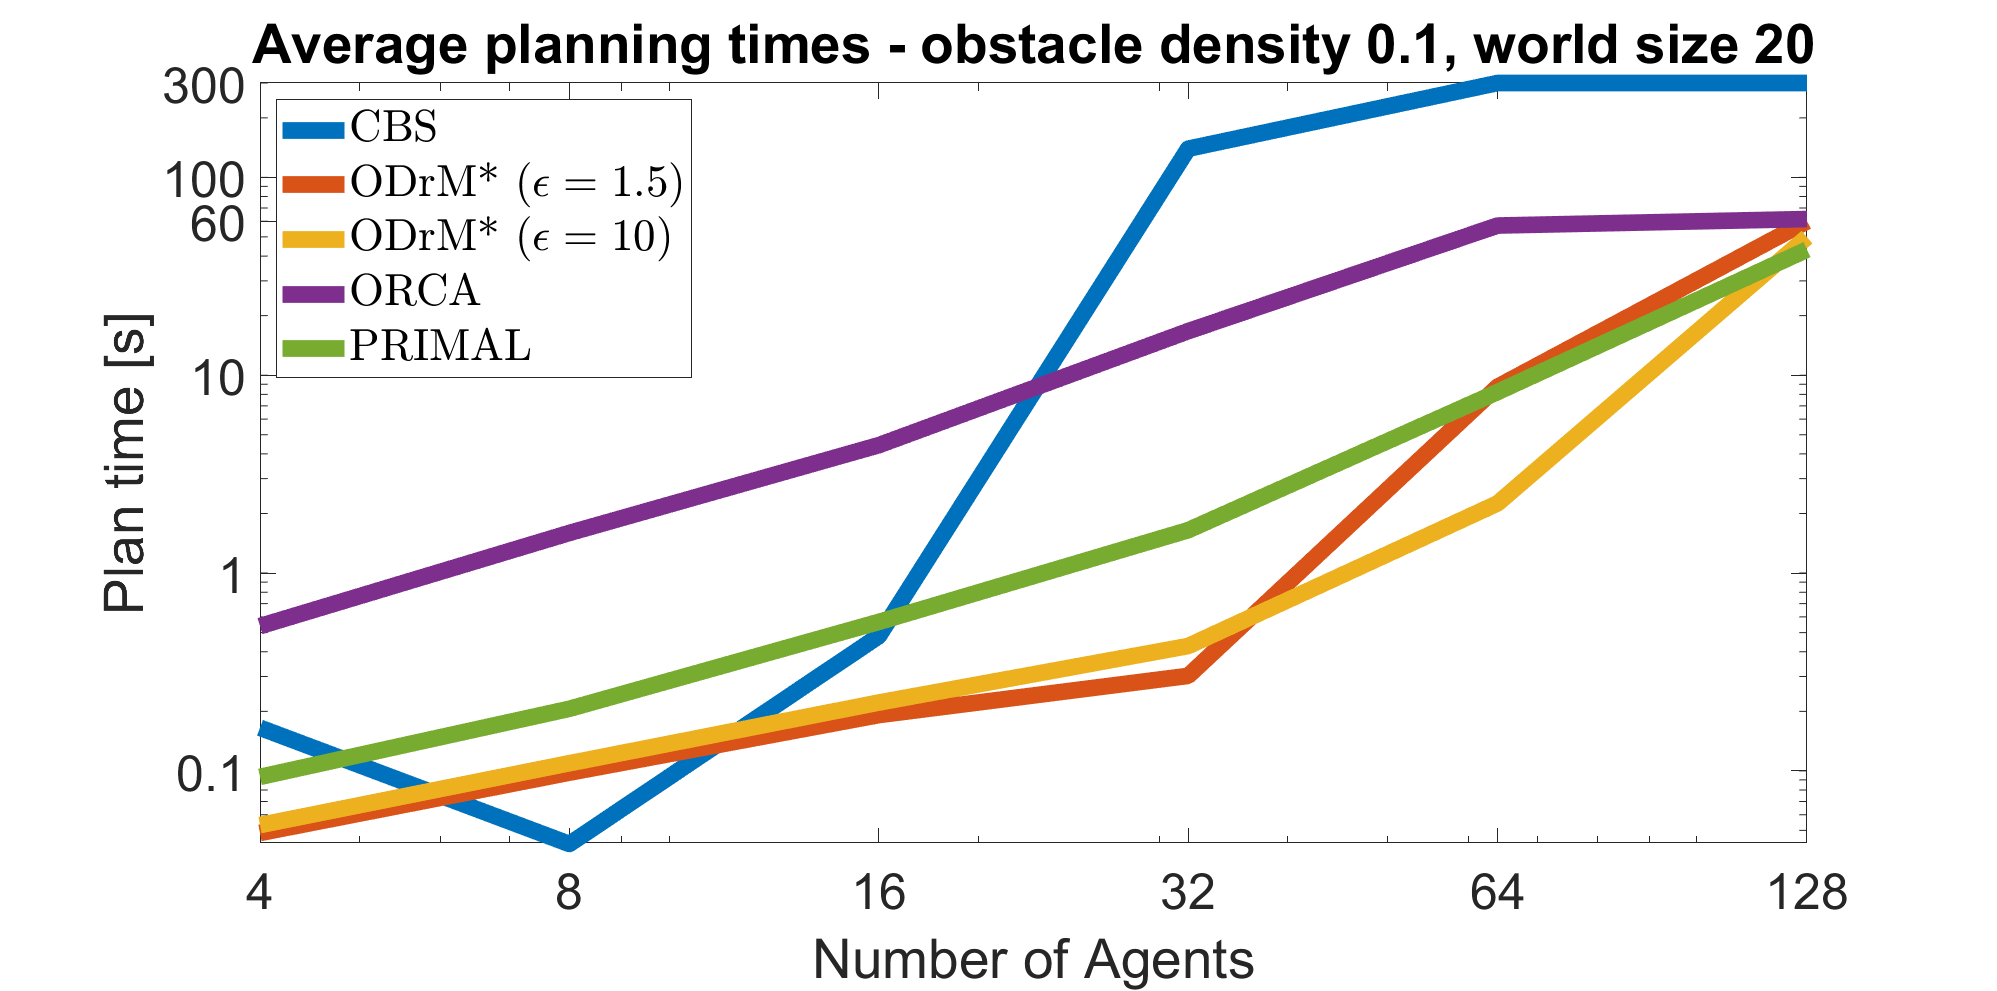 Average planning times - obstacle density 0.1, world size 20
300
100
60
10
1
0.1
Plan time [s]
CBS
ODrM* (ϵ = 1.5)
ODrM* (ϵ = 10)
ORCA
PRIMAL
4 8 16 32 64 128
Number of Agents